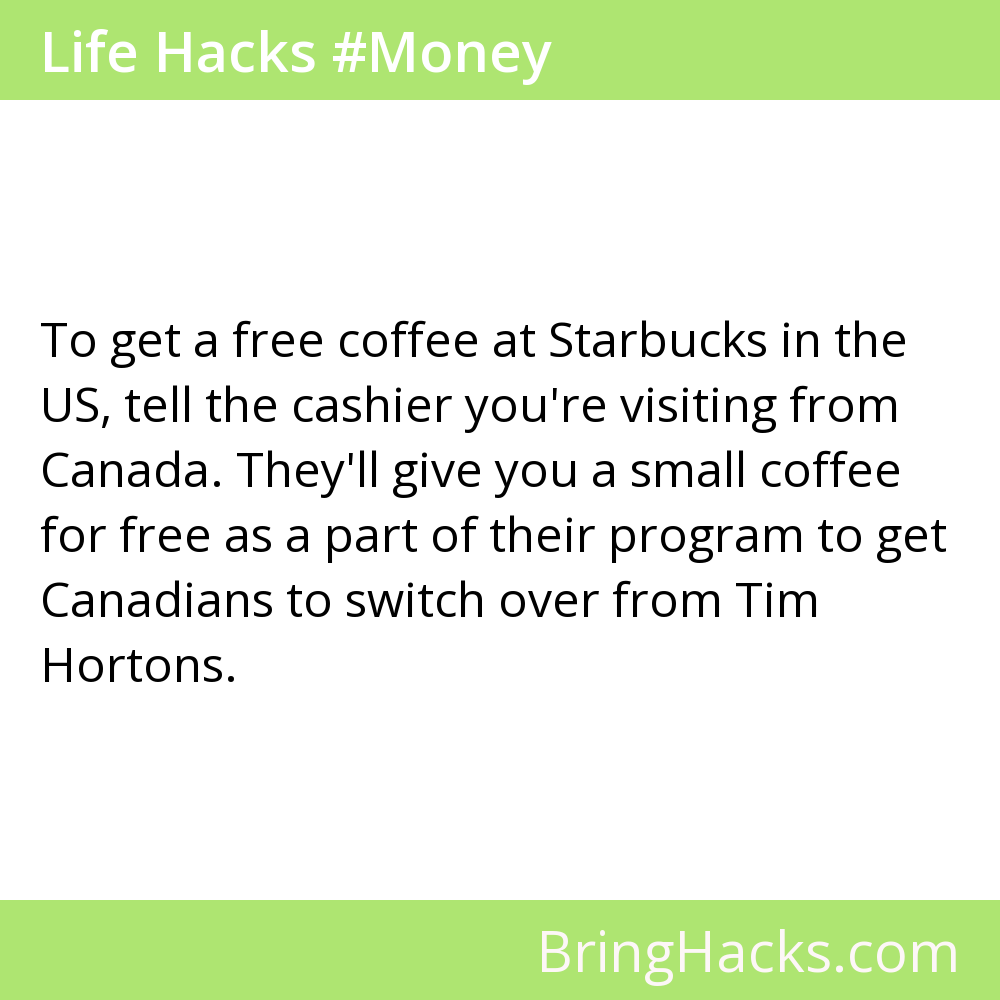 Life Hacks #Money
To get a free coffee at Starbucks in the
US, tell the cashier you're visiting from
Canada. They'll give you a small coffee
for free as a part of their program to get
Canadians to switch over from Tim
Hortons.
BringHacks.com